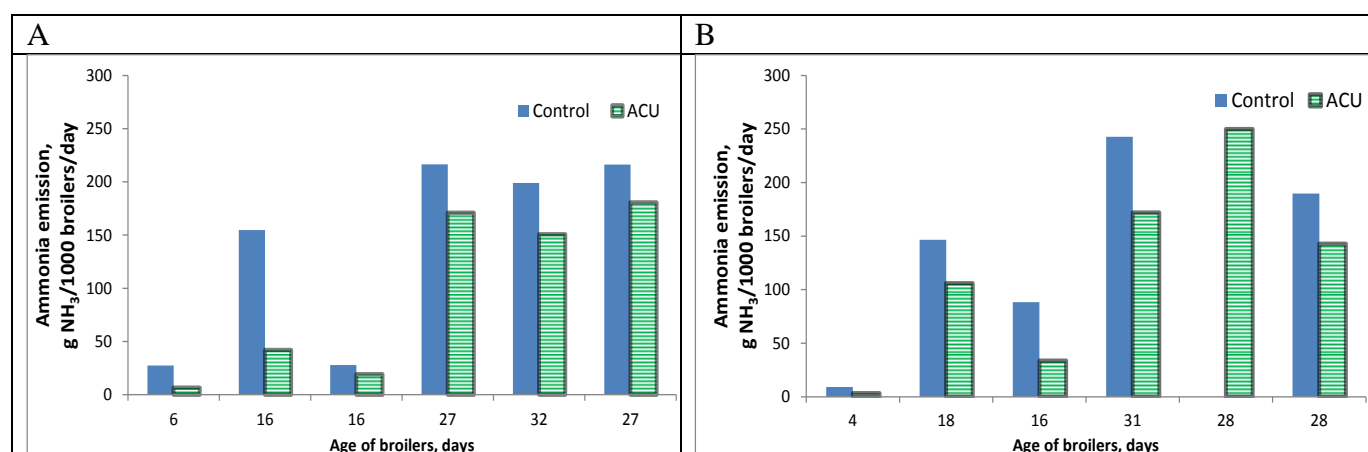 A
300
250
200
150
100
50
0
Ammonia emission,
g NH₃/1000 broilers/day
Control ACU
6 16 16 27 32 27
Age of broilers, days
B
300
250
200
150
100
50
0
Ammonia emission,
g NH₃/1000 broilers/day
Control ACU
4 18 16 31 28 28
Age of broilers, days